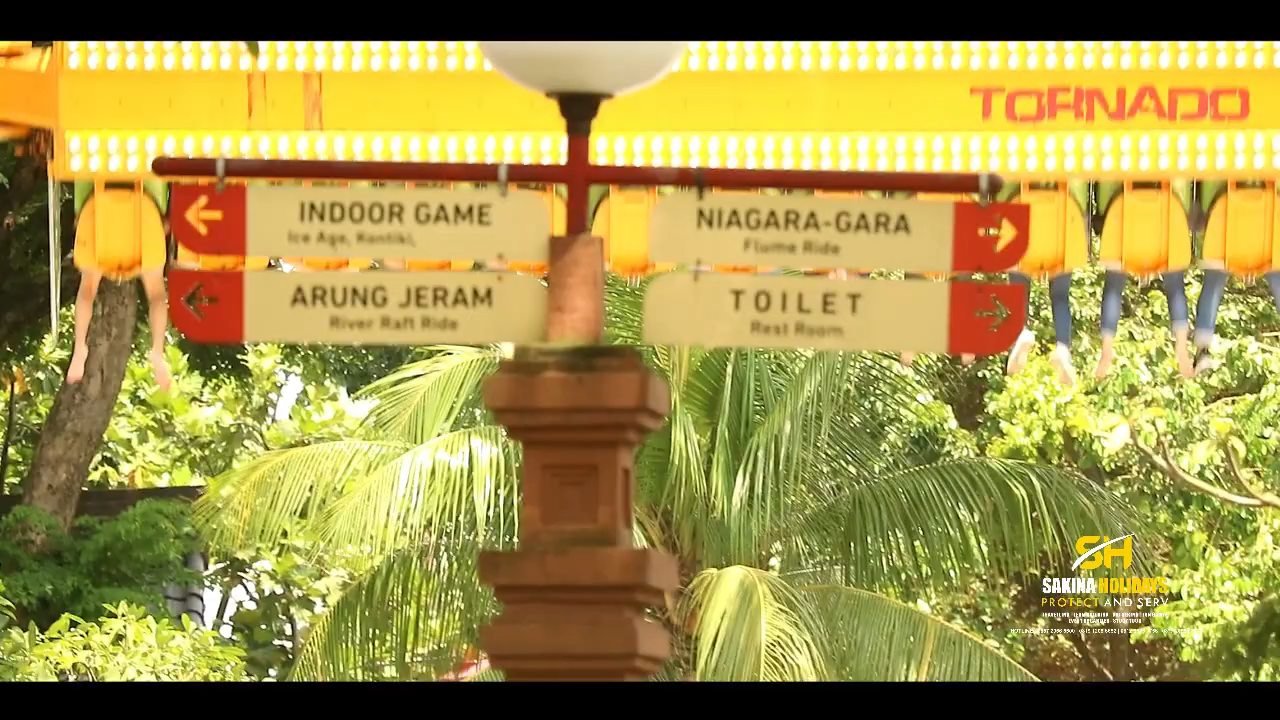 TORNADO
INDOOR GAME
Ice Age, Kontiki,
ARUNG JERAM
River Raft Ride
NIAGARA-GARA
Flume Ride
TOILET
Rest Room
SH
SAKINA HOLIDAYS
PROTECT AND SERV